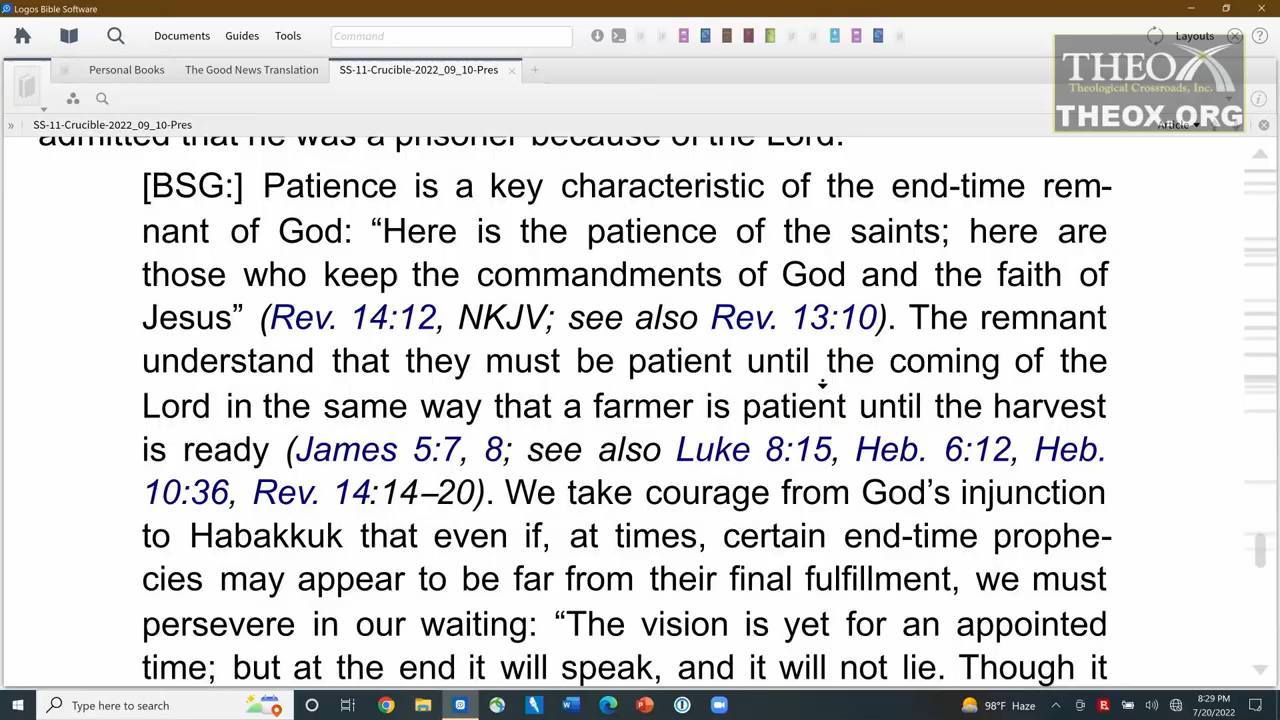 Logos Bible Software
Documents Guides Tools Command Layouts
THEOX
Theological Crossroads, Inc.
THEOX.ORG
Personal Books The Good News Translation SS-11-Crucible-2022_09_10-Pres
SS-11-Crucible-2022_09_10-Pres Article
admitted that he was a prisoner because of the Lord.
[BSG:] Patience is a key characteristic of the end-time rem-
nant of God: “Here is the patience of the saints; here are
those who keep the commandments of God and the faith of
Jesus” (Rev. 14:12, NKJV; see also Rev. 13:10). The remnant
understand that they must be patient until the coming of the
Lord in the same way that a farmer is patient until the harvest
is ready (James 5:7, 8; see also Luke 8:15, Heb. 6:12, Heb.
10:36, Rev. 14:14–20). We take courage from God’s injunction
to Habakkuk that even if, at times, certain end-time prophe-
cies may appear to be far from their final fulfillment, we must
persevere in our waiting: “The vision is yet for an appointed
time; but at the end it will speak, and it will not lie. Though it
Type here to search
98°F Haze
8:29 PM
7/20/2022